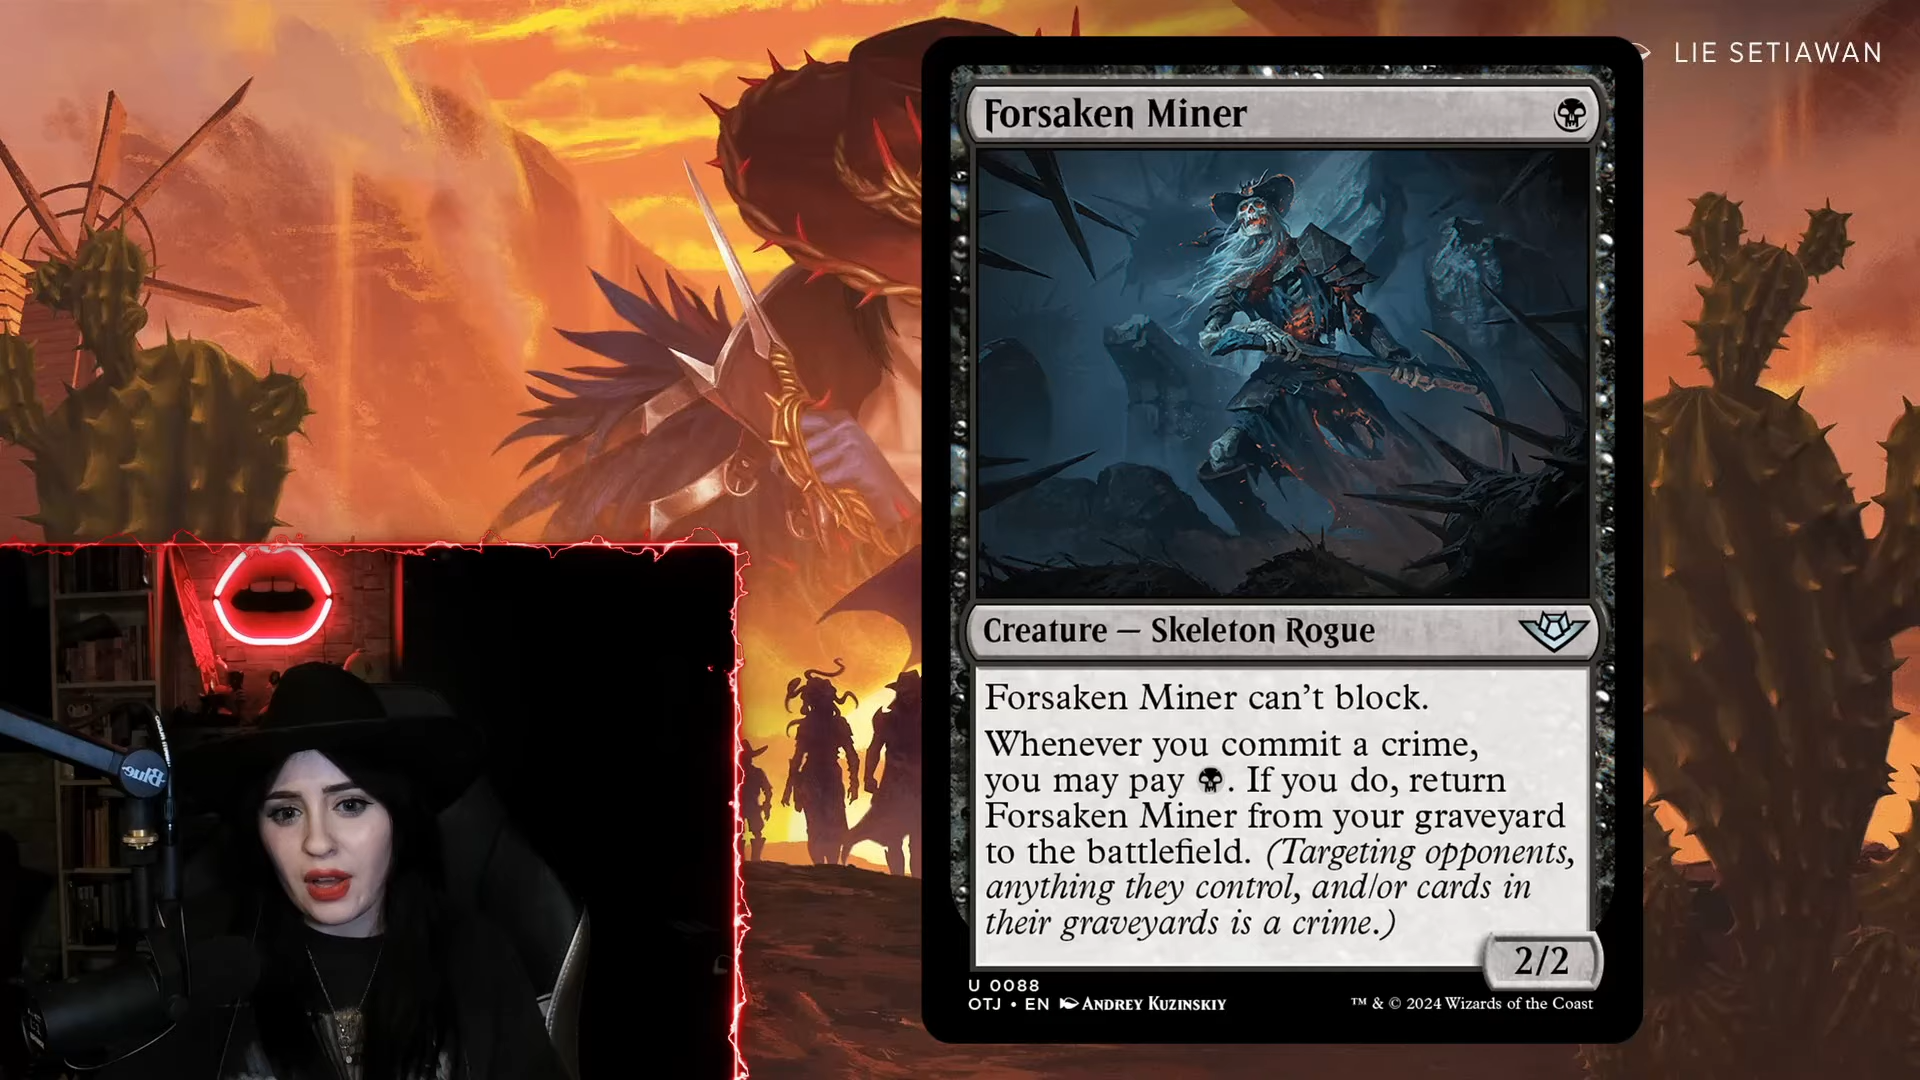 LIE SETIAWAN
Forsaken Miner
Creature — Skeleton Rogue
Forsaken Miner can't block.
Whenever you commit a crime,
you may pay . If you do, return
Forsaken Miner from your graveyard
to the battlefield. (Targeting opponents,
anything they control, and/or cards in
their graveyards is a crime.)
2/2
U 0088
OTJ • EN ANDREY KUZINSKIY
™ & © 2024 Wizards of the Coast
Blue